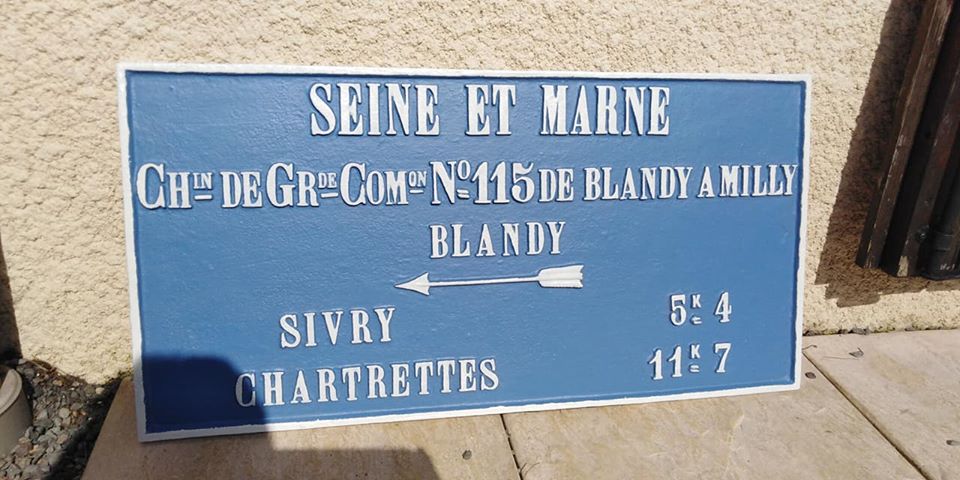 SEINE ET MARNE
CHIN DE GRDE COMON NO 115 DE BLANDY A MILLY
BLANDY
SIVRY 5K 4
CHARTRETTES 11K 7